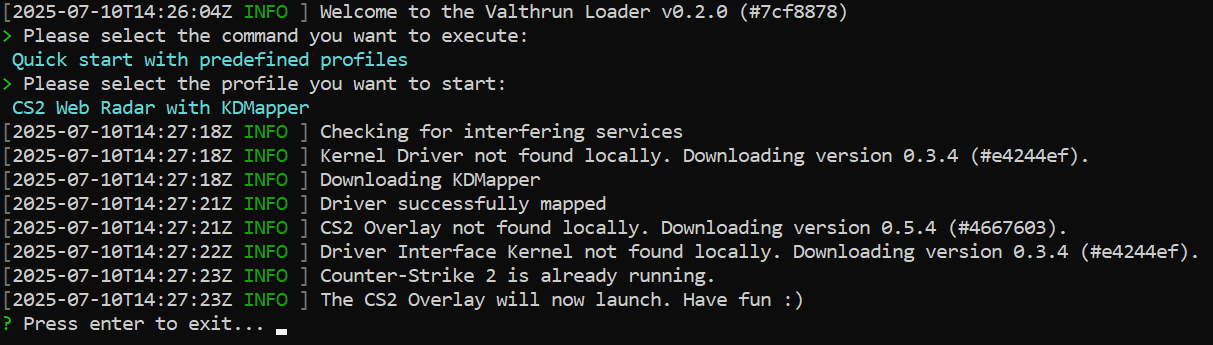 [2025-07-10T14:26:04Z INFO ] Welcome to the Valthrun Loader v0.2.0 (#7cf8878)
> Please select the command you want to execute:
Quick start with predefined profiles
> Please select the profile you want to start:
CS2 Web Radar with KDMapper
[2025-07-10T14:27:18Z INFO ] Checking for interfering services
[2025-07-10T14:27:18Z INFO ] Kernel Driver not found locally. Downloading version 0.3.4 (#e4244ef).
[2025-07-10T14:27:18Z INFO ] Downloading KDMapper
[2025-07-10T14:27:21Z INFO ] Driver successfully mapped
[2025-07-10T14:27:21Z INFO ] CS2 Overlay not found locally. Downloading version 0.5.4 (#4667603).
[2025-07-10T14:27:22Z INFO ] Driver Interface Kernel not found locally. Downloading version 0.3.4 (#e4244ef).
[2025-07-10T14:27:23Z INFO ] Counter-Strike 2 is already running.
[2025-07-10T14:27:23Z INFO ] The CS2 Overlay will now launch. Have fun :)
? Press enter to exit...